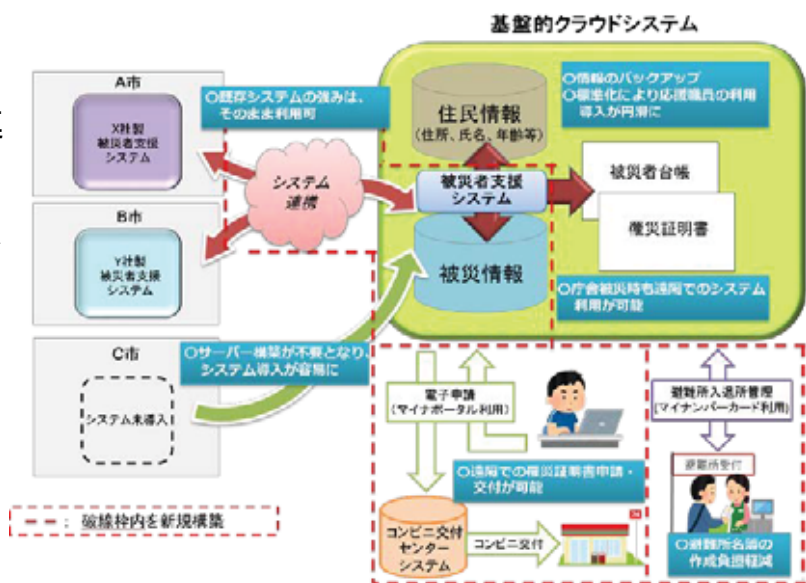 基盤的クラウドシステム
A市
X社製
被災者支援
システム
〇既存システムの強みは、
そのまま利用可
B市
Y社製
被災者支援
システム
システム
連携
C市
システム未導入
〇サーバー構築が不要となり、
システム導入が容易に
住民情報
(住所、氏名、年齢等)
〇情報のバックアップ
〇標準化により応援職員の利用
導入が円滑に
被災者支援
システム
被災情報
被災者台帳
罹災証明書
〇庁舎被災時も遠隔でのシステム
利用が可能
電子申請
(マイナポータル利用)
避難所入退所管理
(マイナンバーカード利用)
避難所受付
〇遠隔での罹災証明書申請・
交付が可能
コンビニ交付
センター
システム
コンビニ交付
〇避難所名簿の
作成負担軽減
: 破線枠内を新規構築